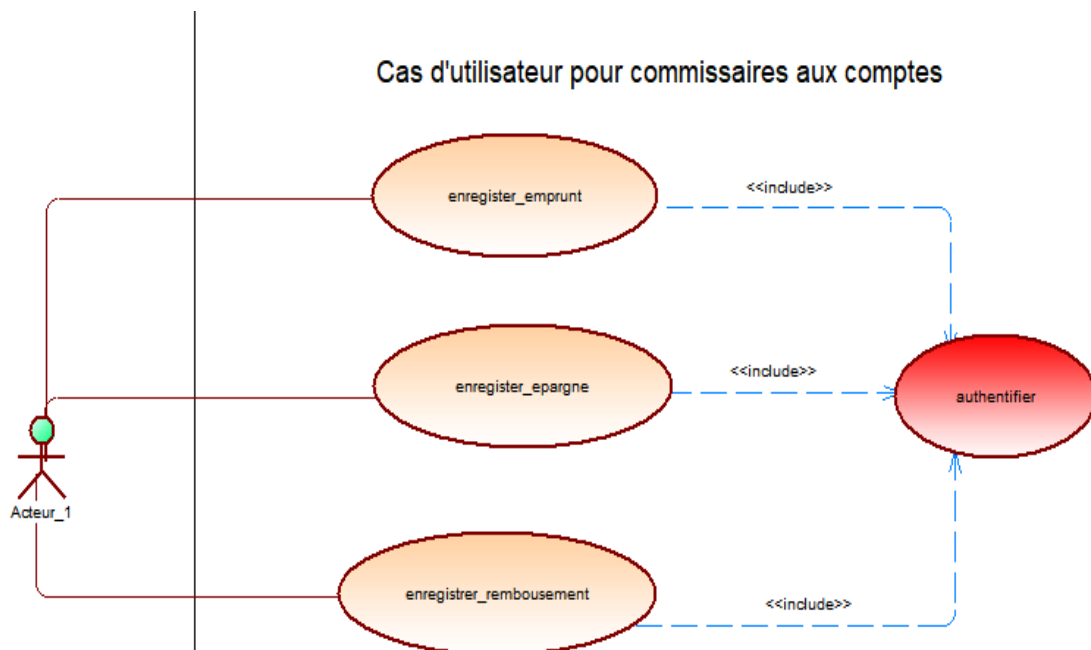 Cas d'utilisateur pour commissaires aux comptes
enregister_emprunt
<<include>>
enregister_epargne
<<include>>
authentifier
Acteur_1
enregistrer_rembousement
<<include>>